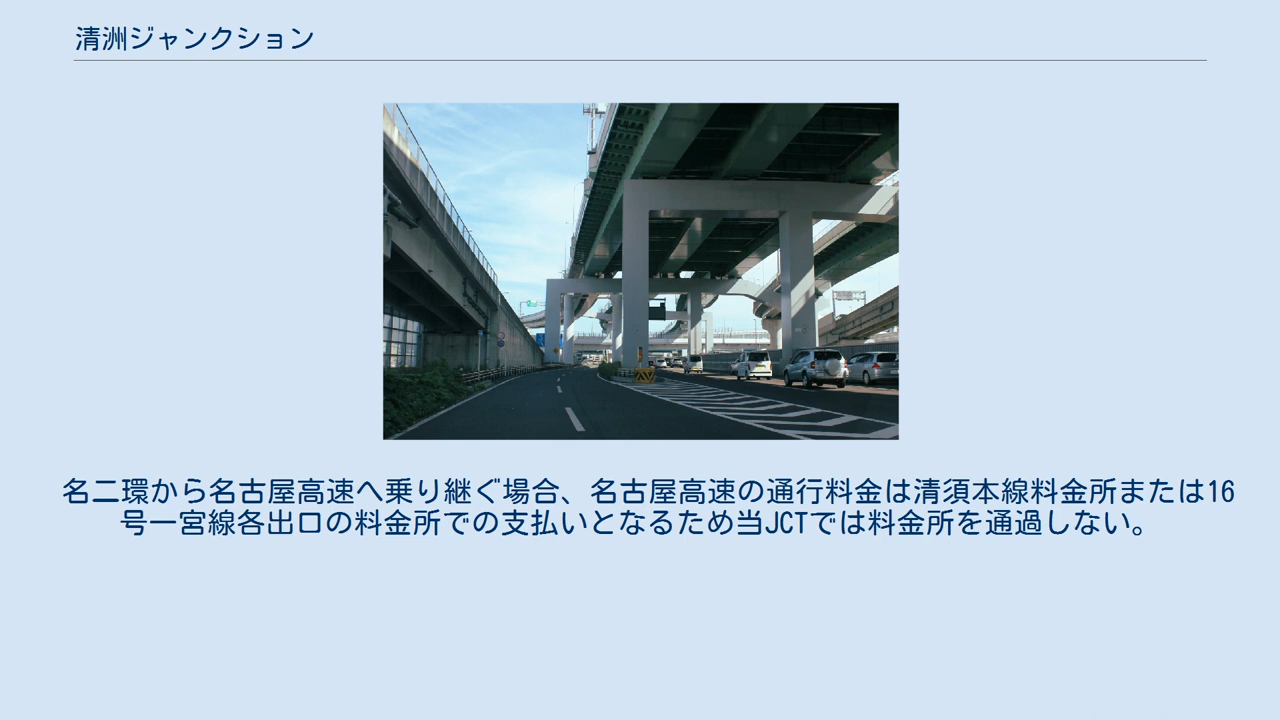 清洲ジャンクション
名二環から名古屋高速へ乗り継ぐ場合、名古屋高速の通行料金は清須本線料金所または16
号一宮線各出口の料金所での支払いとなるため当JCTでは料金所を通過しない。